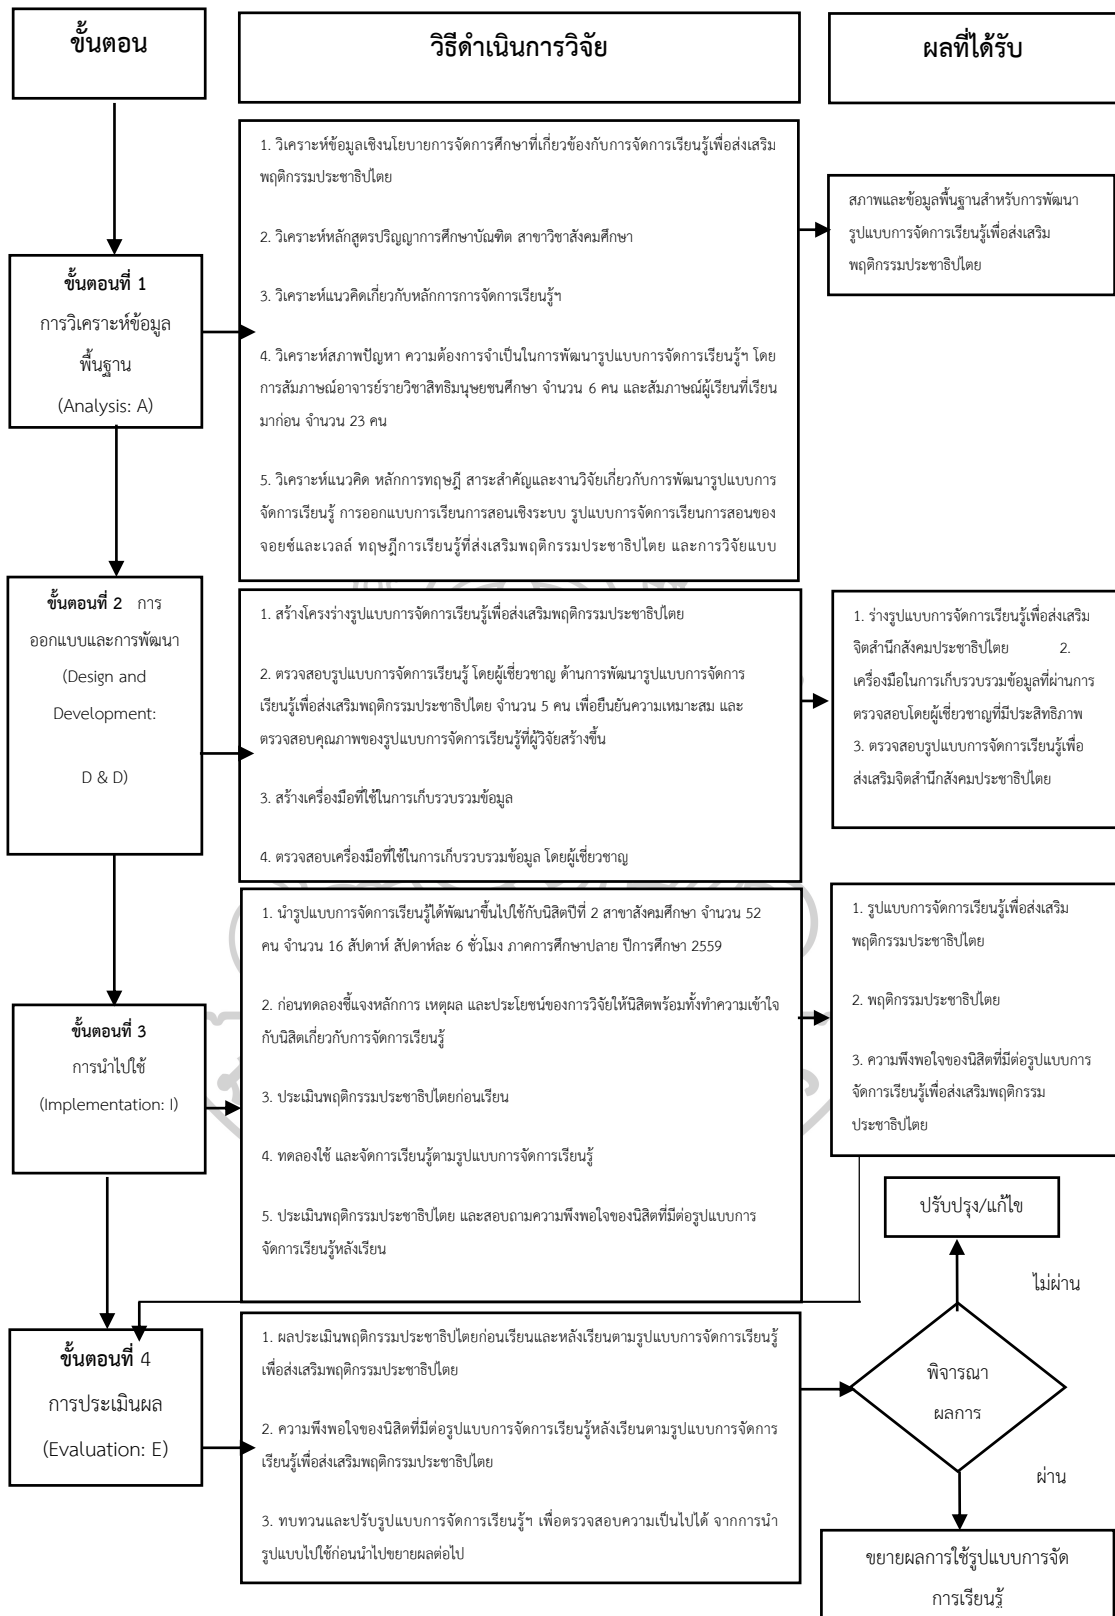 ขั้นตอน
วิธีดำเนินการวิจัย
ผลที่ได้รับ
ขั้นตอนที่ 1
การวิเคราะห์ข้อมูล
พื้นฐาน
(Analysis: A)
1. วิเคราะห์ข้อมูลเชิงนโยบายการจัดการศึกษาที่เกี่ยวข้องกับการจัดการเรียนรู้เพื่อส่งเสริม
พฤติกรรมประชาธิปไตย
2. วิเคราะห์หลักสูตรปริญญาการศึกษาบัณฑิต สาขาวิชาสังคมศึกษา
3. วิเคราะห์แนวคิดเกี่ยวกับหลักการการจัดการเรียนรู้ฯ
4. วิเคราะห์สภาพปัญหา ความต้องการจำเป็นในการพัฒนารูปแบบการจัดการเรียนรู้ฯ โดย
การสัมภาษณ์อาจารย์รายวิชาสิทธิมนุษยชนศึกษา จำนวน 6 คน และสัมภาษณ์ผู้เรียนที่เรียน
มาก่อน จำนวน 23 คน
5. วิเคราะห์แนวคิด หลักการทฤษฎี สาระสำคัญและงานวิจัยเกี่ยวกับการพัฒนารูปแบบการ
จัดการเรียนรู้ การออกแบบการเรียนการสอนเชิงระบบ รูปแบบการจัดการเรียนการสอนของ
จอยซ์และเวลล์ ทฤษฎีการเรียนรู้ที่ส่งเสริมพฤติกรรมประชาธิปไตย และการวิจัยแบบ
สภาพและข้อมูลพื้นฐานสำหรับการพัฒนา
รูปแบบการจัดการเรียนรู้เพื่อส่งเสริม
พฤติกรรมประชาธิปไตย
ขั้นตอนที่ 2 การ
ออกแบบและการพัฒนา
(Design and
Development:
D & D)
1. สร้างโครงร่างรูปแบบการจัดการเรียนรู้เพื่อส่งเสริมพฤติกรรมประชาธิปไตย
2. ตรวจสอบรูปแบบการจัดการเรียนรู้ โดยผู้เชี่ยวชาญ ด้านการพัฒนารูปแบบการจัดการ
เรียนรู้เพื่อส่งเสริมพฤติกรรมประชาธิปไตย จำนวน 5 คน เพื่อยืนยันความเหมาะสม และ
ตรวจสอบคุณภาพของรูปแบบการจัดการเรียนรู้ที่ผู้วิจัยสร้างขึ้น
3. สร้างเครื่องมือที่ใช้ในการเก็บรวบรวมข้อมูล
4. ตรวจสอบเครื่องมือที่ใช้ในการเก็บรวบรวมข้อมูล โดยผู้เชี่ยวชาญ
1. ร่างรูปแบบการจัดการเรียนรู้เพื่อส่งเสริม
จิตสำนึกสังคมประชาธิปไตย 2.
เครื่องมือในการเก็บรวบรวมข้อมูลที่ผ่านการ
ตรวจสอบโดยผู้เชี่ยวชาญที่มีประสิทธิภาพ
3. ตรวจสอบรูปแบบการจัดการเรียนรู้เพื่อ
ส่งเสริมจิตสำนึกสังคมประชาธิปไตย
ขั้นตอนที่ 3
การนำไปใช้
(Implementation: I)
1. นำรูปแบบการจัดการเรียนรู้ได้พัฒนาขึ้นไปใช้กับนิสิตปีที่ 2 สาขาสังคมศึกษา จำนวน 52
คน จำนวน 16 สัปดาห์ สัปดาห์ละ 6 ชั่วโมง ภาคการศึกษาปลาย ปีการศึกษา 2559
2. ก่อนทดลองชี้แจงหลักการ เหตุผล และประโยชน์ของการวิจัยให้นิสิตพร้อมทั้งทำความเข้าใจ
กับนิสิตเกี่ยวกับการจัดการเรียนรู้
3. ประเมินพฤติกรรมประชาธิปไตยก่อนเรียน
4. ทดลองใช้ และจัดการเรียนรู้ตามรูปแบบการจัดการเรียนรู้
5. ประเมินพฤติกรรมประชาธิปไตย และสอบถามความพึงพอใจของนิสิตที่มีต่อรูปแบบการ
จัดการเรียนรู้หลังเรียน
1. รูปแบบการจัดการเรียนรู้เพื่อส่งเสริม
พฤติกรรมประชาธิปไตย
2. พฤติกรรมประชาธิปไตย
3. ความพึงพอใจของนิสิตที่มีต่อรูปแบบการ
จัดการเรียนรู้เพื่อส่งเสริมพฤติกรรม
ประชาธิปไตย
ปรับปรุง/แก้ไข
ไม่ผ่าน
ขั้นตอนที่ 4
การประเมินผล
(Evaluation: E)
1. ผลประเมินพฤติกรรมประชาธิปไตยก่อนเรียนและหลังเรียนตามรูปแบบการจัดการเรียนรู้
เพื่อส่งเสริมพฤติกรรมประชาธิปไตย
2. ความพึงพอใจของนิสิตที่มีต่อรูปแบบการจัดการเรียนรู้หลังเรียนตามรูปแบบการจัดการ
เรียนรู้เพื่อส่งเสริมพฤติกรรมประชาธิปไตย
3. ทบทวนและปรับรูปแบบการจัดการเรียนรู้ฯ เพื่อตรวจสอบความเป็นไปได้ จากการนำ
รูปแบบไปใช้ก่อนนำไปขยายผลต่อไป
พิจารณา
ผลการ
ผ่าน
ขยายผลการใช้รูปแบบการจัด
การเรียนรู้